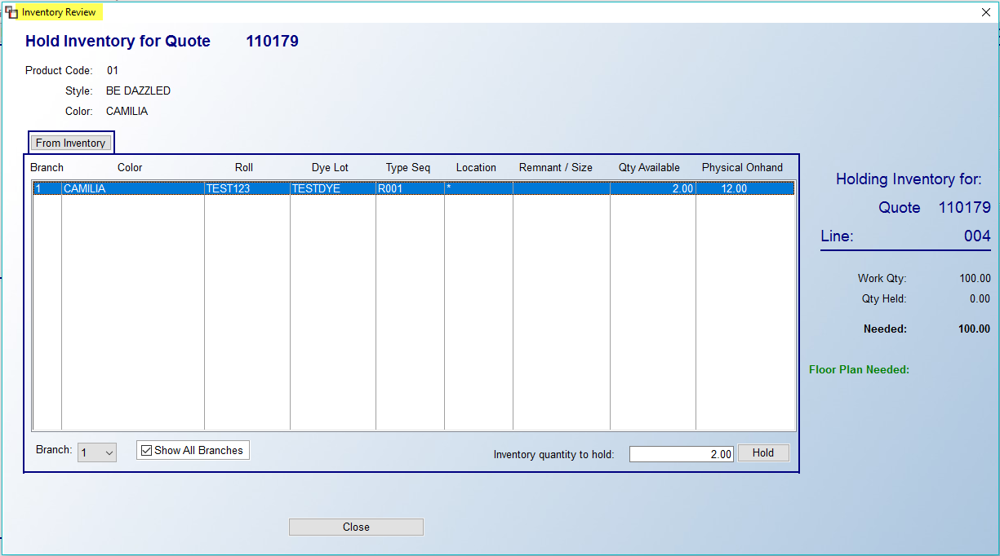 Inventory Review
Hold Inventory for Quote 110179
Product Code: 01
Style: BE DAZZLED
Color: CAMILIA
From Inventory
Branch Color Roll Dye Lot Type Seq Location Remnant / Size Qty Available Physical Onhand
1 CAMILIA TEST123 TESTDYE R001 * 2.00 12.00
Branch: 1 Show All Branches Inventory quantity to hold: 2.00 Hold
Close
Holding Inventory for:
Quote 110179
Line: 004
Work Qty: 100.00
Qty Held: 0.00
Needed: 100.00
Floor Plan Needed: